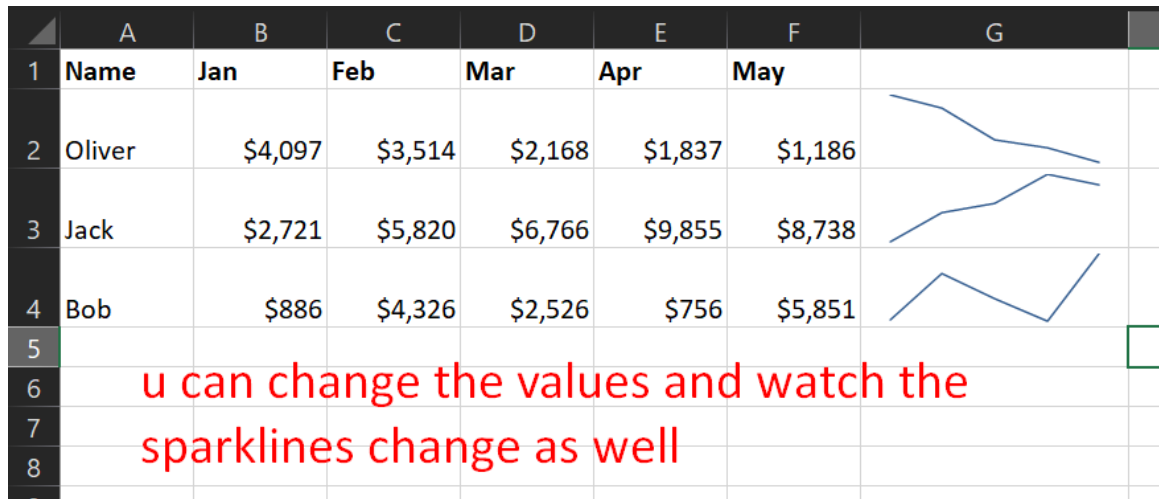 A B C D E F G
1 Name Jan Feb Mar Apr May
2 Oliver $4,097 $3,514 $2,168 $1,837 $1,186
3 Jack $2,721 $5,820 $6,766 $9,855 $8,738
4 Bob $886 $4,326 $2,526 $756 $5,851
5
6 u can change the values and watch the
7
8 sparklines change as well